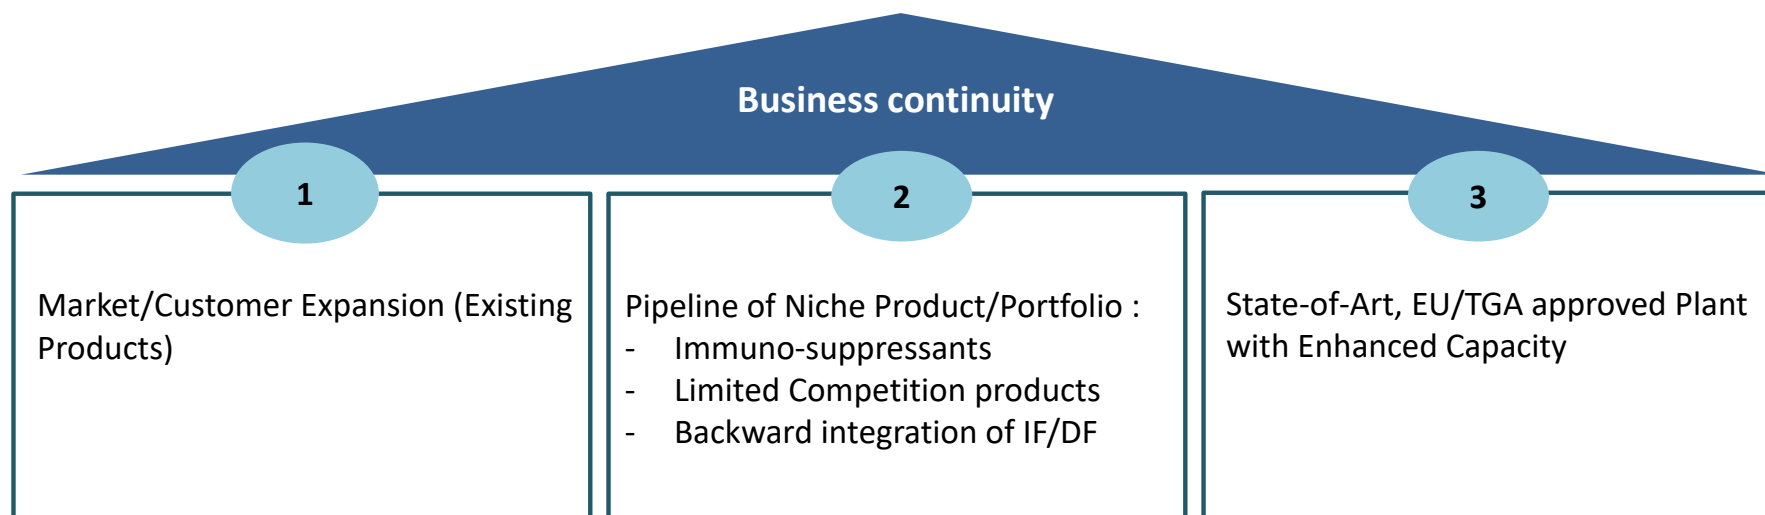 Business continuity
1
Market/Customer Expansion (Existing
Products)
2
Pipeline of Niche Product/Portfolio :
- Immuno-suppressants
- Limited Competition products
- Backward integration of IF/DF
3
State-of-Art, EU/TGA approved Plant
with Enhanced Capacity